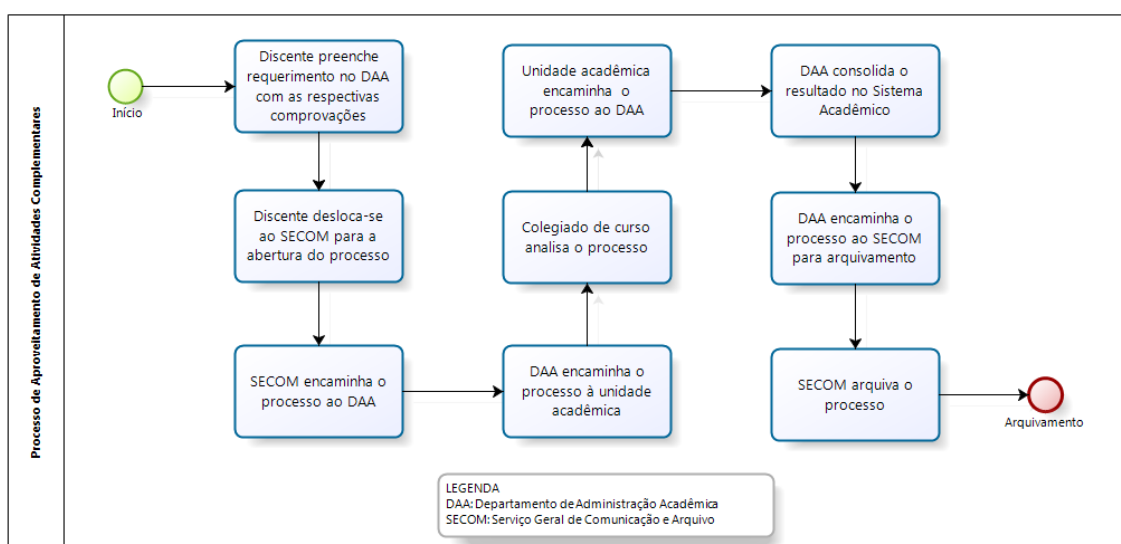 Processo de Aproveitamento de Atividades Complementares
Início
Discente preenche
requerimento no DAA
com as respectivas
comprovações
Discente desloca-se
ao SECOM para a
abertura do processo
SECOM encaminha o
processo ao DAA
DAA encaminha o
processo à unidade
acadêmica
Colegiado de curso
analisa o processo
Unidade acadêmica
encaminha o
processo ao DAA
DAA consolida o
resultado no Sistema
Acadêmico
DAA encaminha o
processo ao SECOM
para arquivamento
SECOM arquiva o
processo
Arquivamento
LEGENDA
DAA: Departamento de Administração Acadêmica
SECOM: Serviço Geral de Comunicação e Arquivo